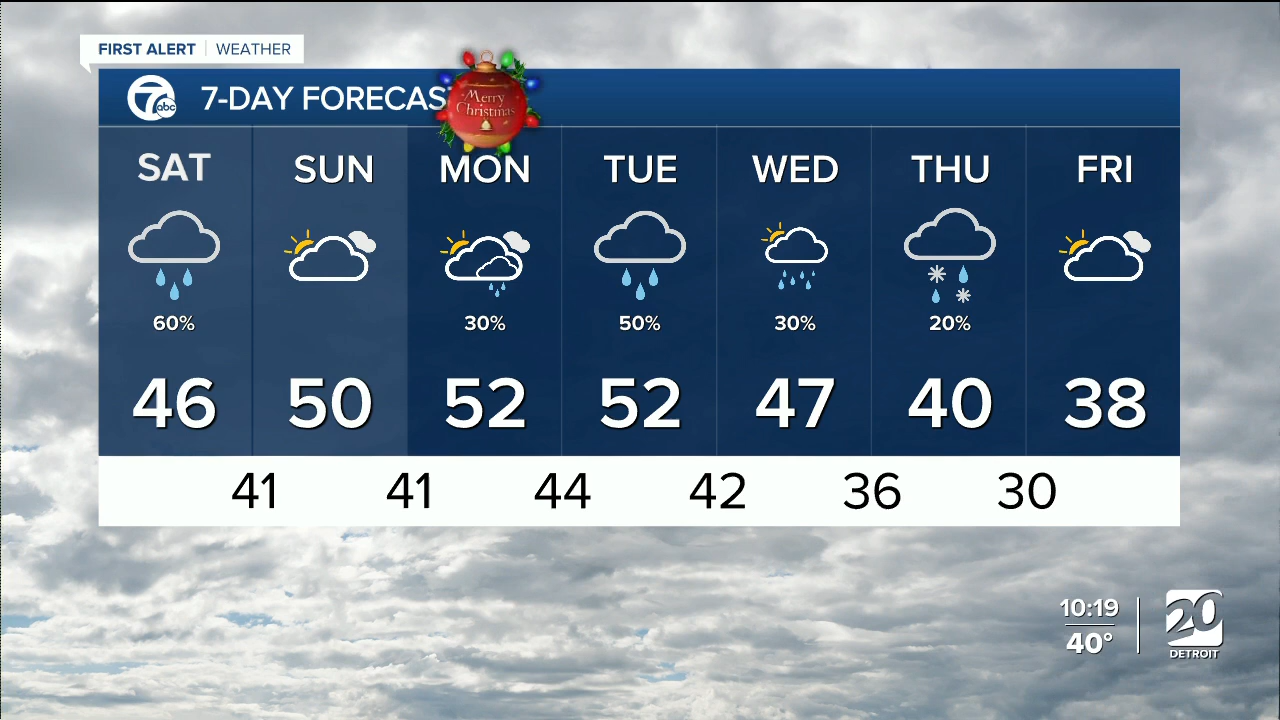 FIRST ALERT | WEATHER
7 abc 7-DAY FORECAS
Merry
Christmas
SAT SUN MON TUE WED THU FRI
60% 30% 50% 30% 20%
46 50 52 52 47 40 38
41 41 44 42 36 30
10:19
40°
20
DETROIT